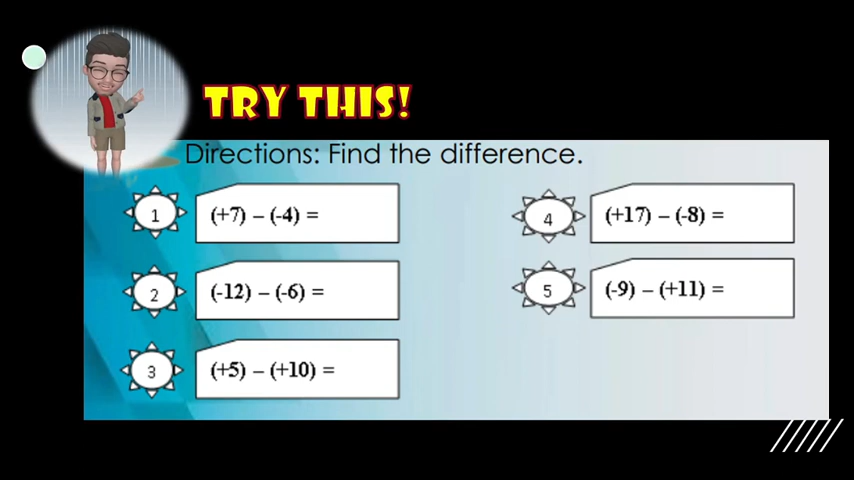 TRY THIS!
Directions: Find the difference.
1 (+7) – (-4) =
2 (-12) – (-6) =
3 (+5) – (+10) =
4 (+17) – (-8) =
5 (-9) – (+11) =